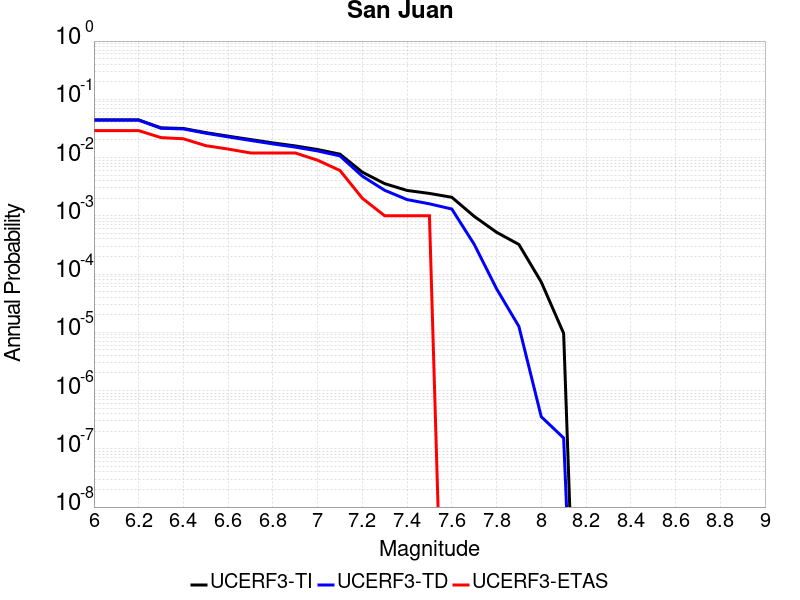 San Juan
10^0
10^-1
10^-2
10^-3
10^-4
10^-5
10^-6
10^-7
10^-8
Annual Probability
6 6.2 6.4 6.6 6.8 7 7.2 7.4 7.6 7.8 8 8.2 8.4 8.6 8.8 9
Magnitude
UCERF3-TI UCERF3-TD UCERF3-ETAS